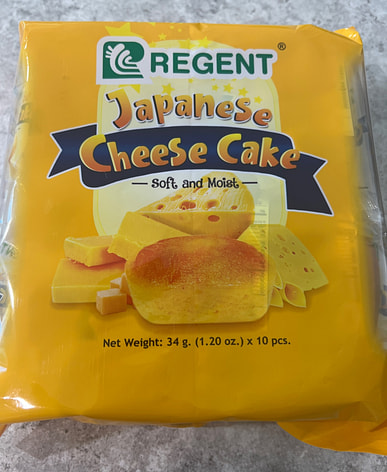 REGENT®
Japanese
Cheese Cake
— Soft and Moist —
Net Weight: 34 g. (1.20 oz.) x 10 pcs.